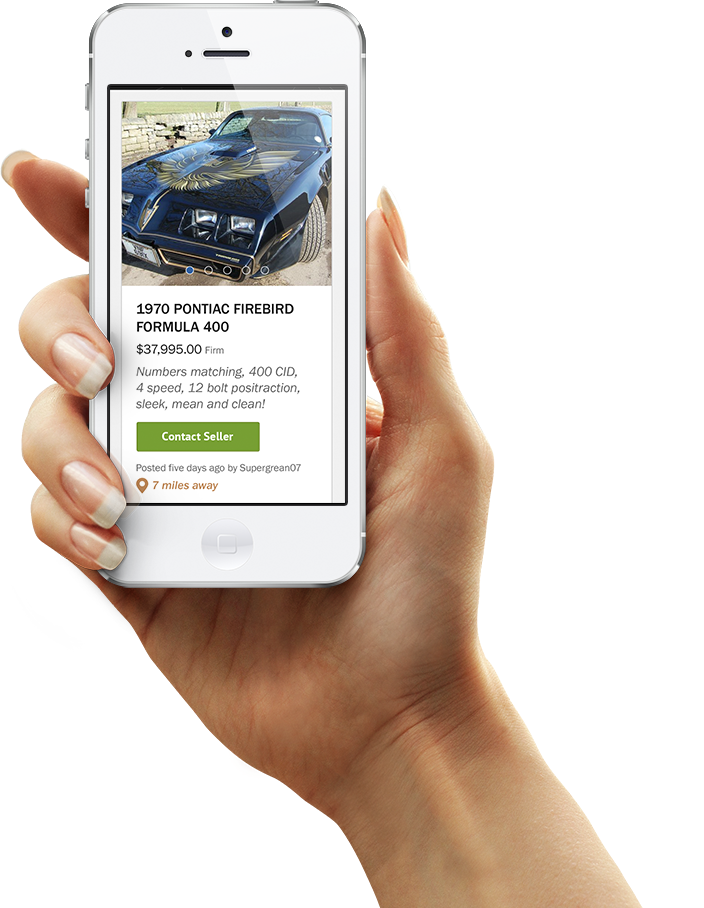 1970 PONTIAC FIREBIRD
FORMULA 400
$37,995.00 Firm
Numbers matching, 400 CID,
4 speed, 12 bolt positraction,
sleek, mean and clean!
Contact Seller
Posted five days ago by Supergrean07
7 miles away